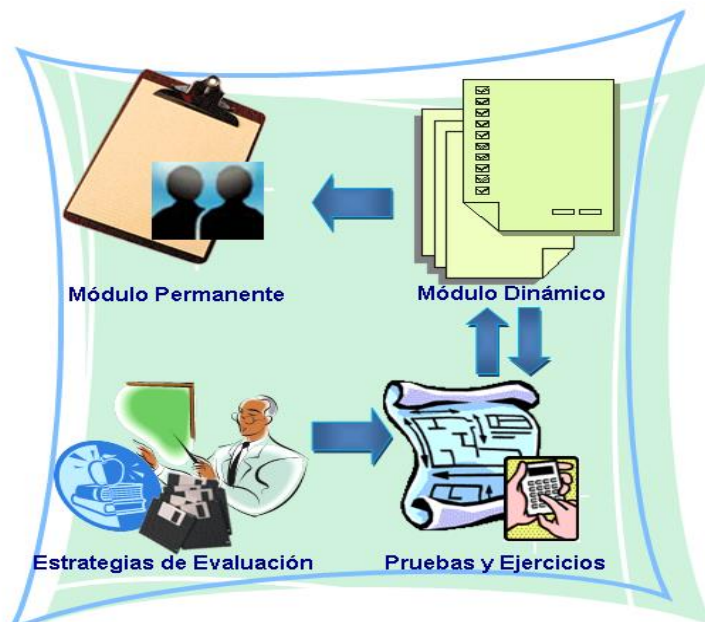 Módulo Permanente
Módulo Dinámico
Estrategias de Evaluación
Pruebas y Ejercicios